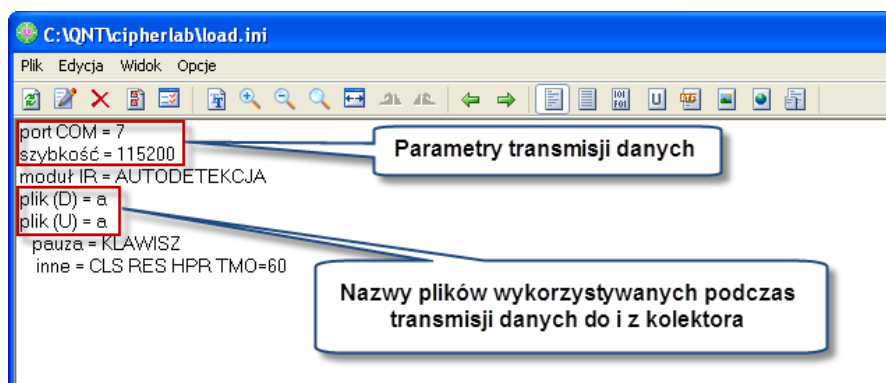 C:\QNT\cipherlab\load.ini
Plik Edycja Widok Opcje
port COM = 7
szybkość = 115200
moduł IR = AUTODETEKCJA
plik (D) = a
plik (U) = a
pauza = KLAWISZ
inne = CLS RES HPR TMO=60
Parametry transmisji danych
Nazwy plików wykorzystywanych podczas
transmisji danych do i z kolektora